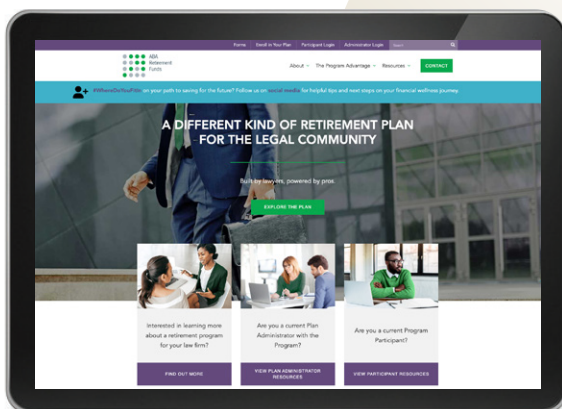 Home Enroll in Your Plan Participant Login Administrator Login Search
ABA
Retirement
Funds
About The Program Advantage Resources CONTACT
#WhereDoYouFitIn on your path to saving for the future? Follow us on social media for helpful tips and next steps on your financial wellness journey.
A DIFFERENT KIND OF RETIREMENT PLAN
FOR THE LEGAL COMMUNITY
Built by lawyers, powered by pros.
EXPLORE THE PLAN
Interested in learning more
about a retirement program
for your law firm?
FIND OUT MORE
Are you a current Plan
Administrator with the
Program?
VIEW PLAN ADMINISTRATOR
RESOURCES
Are you a current Program
Participant?
VIEW PARTICIPANT RESOURCES